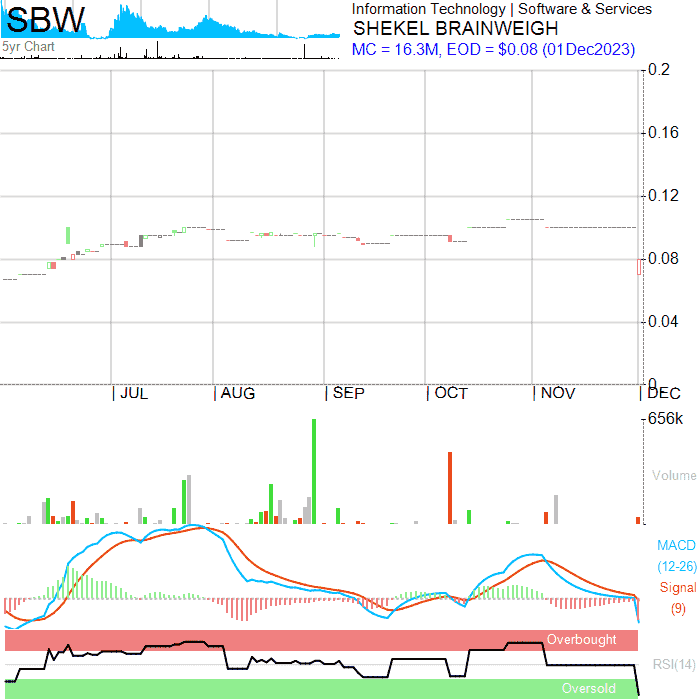 SBW
5yr Chart
Information Technology | Software & Services
SHEKEL BRAINWEIGH
MC = 16.3M, EOD = $0.08 (01Dec2023)
0.2
0.16
0.12
0.08
0.04
0
JUL AUG SEP OCT NOV DEC
656k
Volume
MACD
(12-26)
Signal
(9)
Overbought
RSI(14)
Oversold